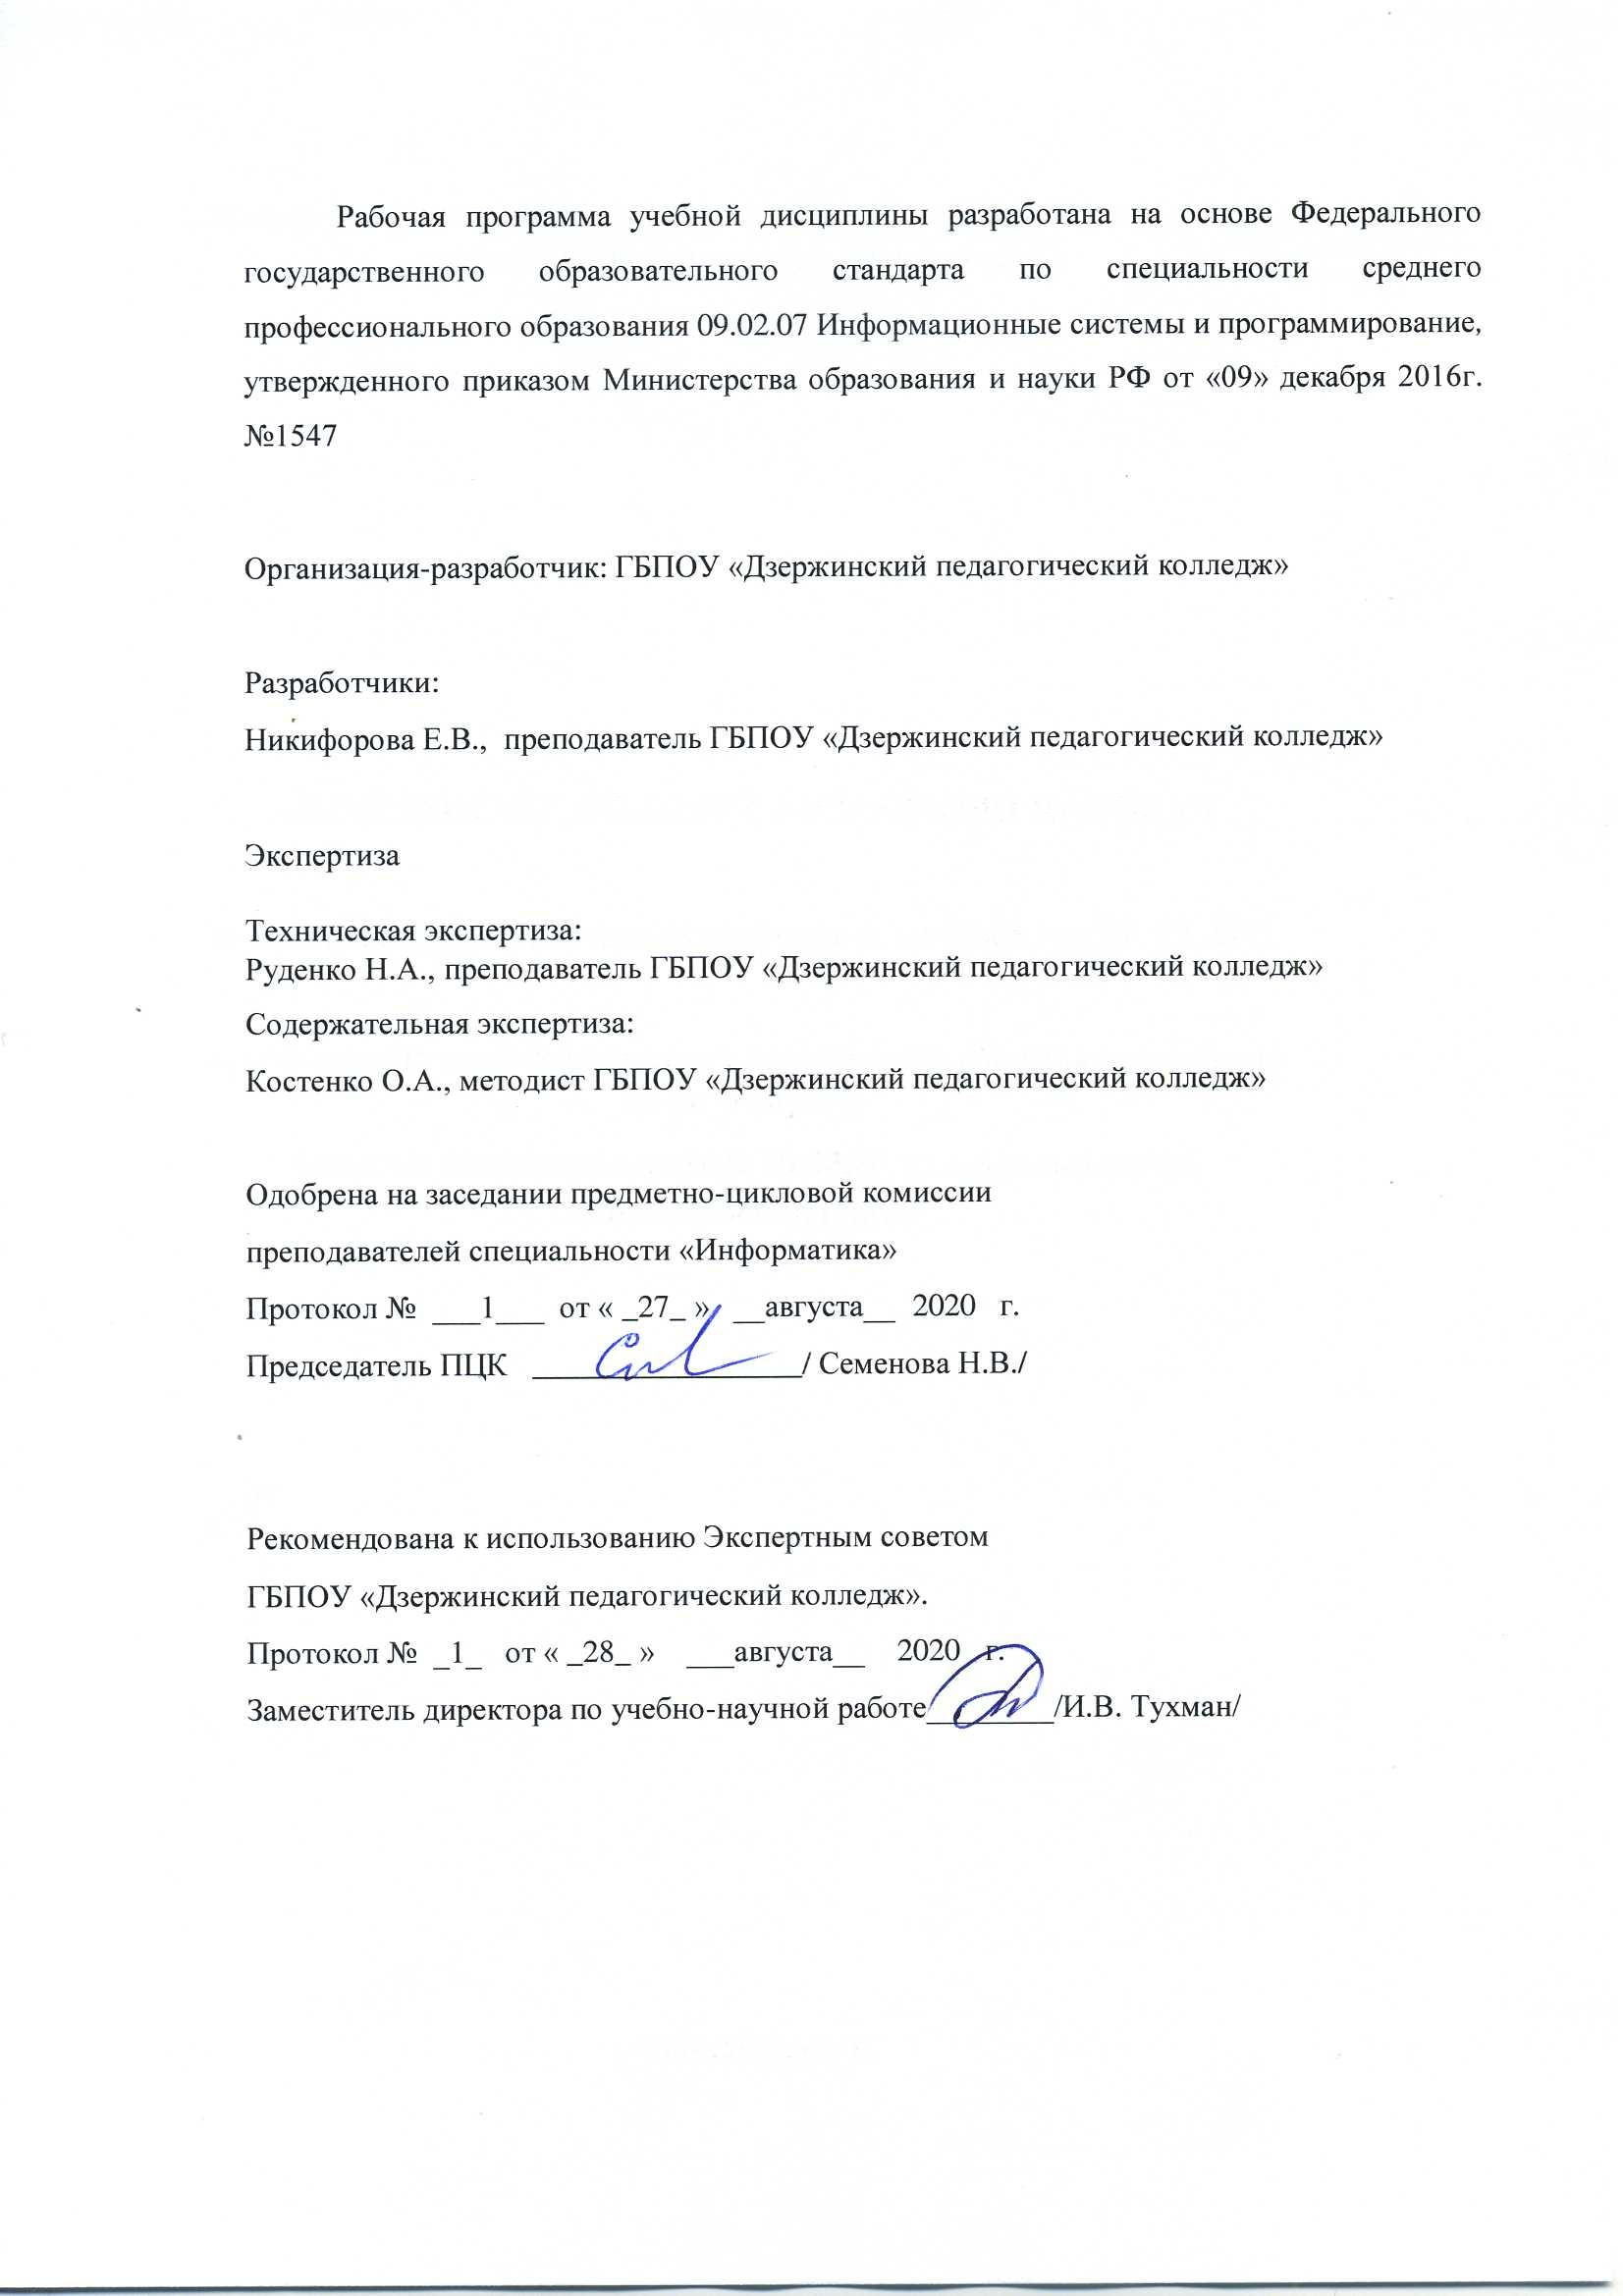 Рабочая программа учебной дисциплины разработана на основе Федерального
государственного образовательного стандарта по специальности среднего
профессионального образования 09.02.07 Информационные системы и программирование,
утвержденного приказом Министерства образования и науки РФ от «09» декабря 2016г.
№1547
Организация-разработчик: ГБПОУ «Дзержинский педагогический колледж»
Разработчики:
Никифорова Е.В., преподаватель ГБПОУ «Дзержинский педагогический колледж»
Экспертиза
Техническая экспертиза:
Руденко Н.А., преподаватель ГБПОУ «Дзержинский педагогический колледж»
Содержательная экспертиза:
Костенко О.А., методист ГБПОУ «Дзержинский педагогический колледж»
Одобрена на заседании предметно-цикловой комиссии
преподавателей специальности «Информатика»
Протокол № ___1___ от « _27_ » __августа__ 2020 г.
Председатель ПЦК _________________/ Семенова Н.В./
Рекомендована к использованию Экспертным советом
ГБПОУ «Дзержинский педагогический колледж».
Протокол № _1_ от « _28_ » ___августа__ 2020 г.
Заместитель директора по учебно-научной работе________/И.В. Тухман/